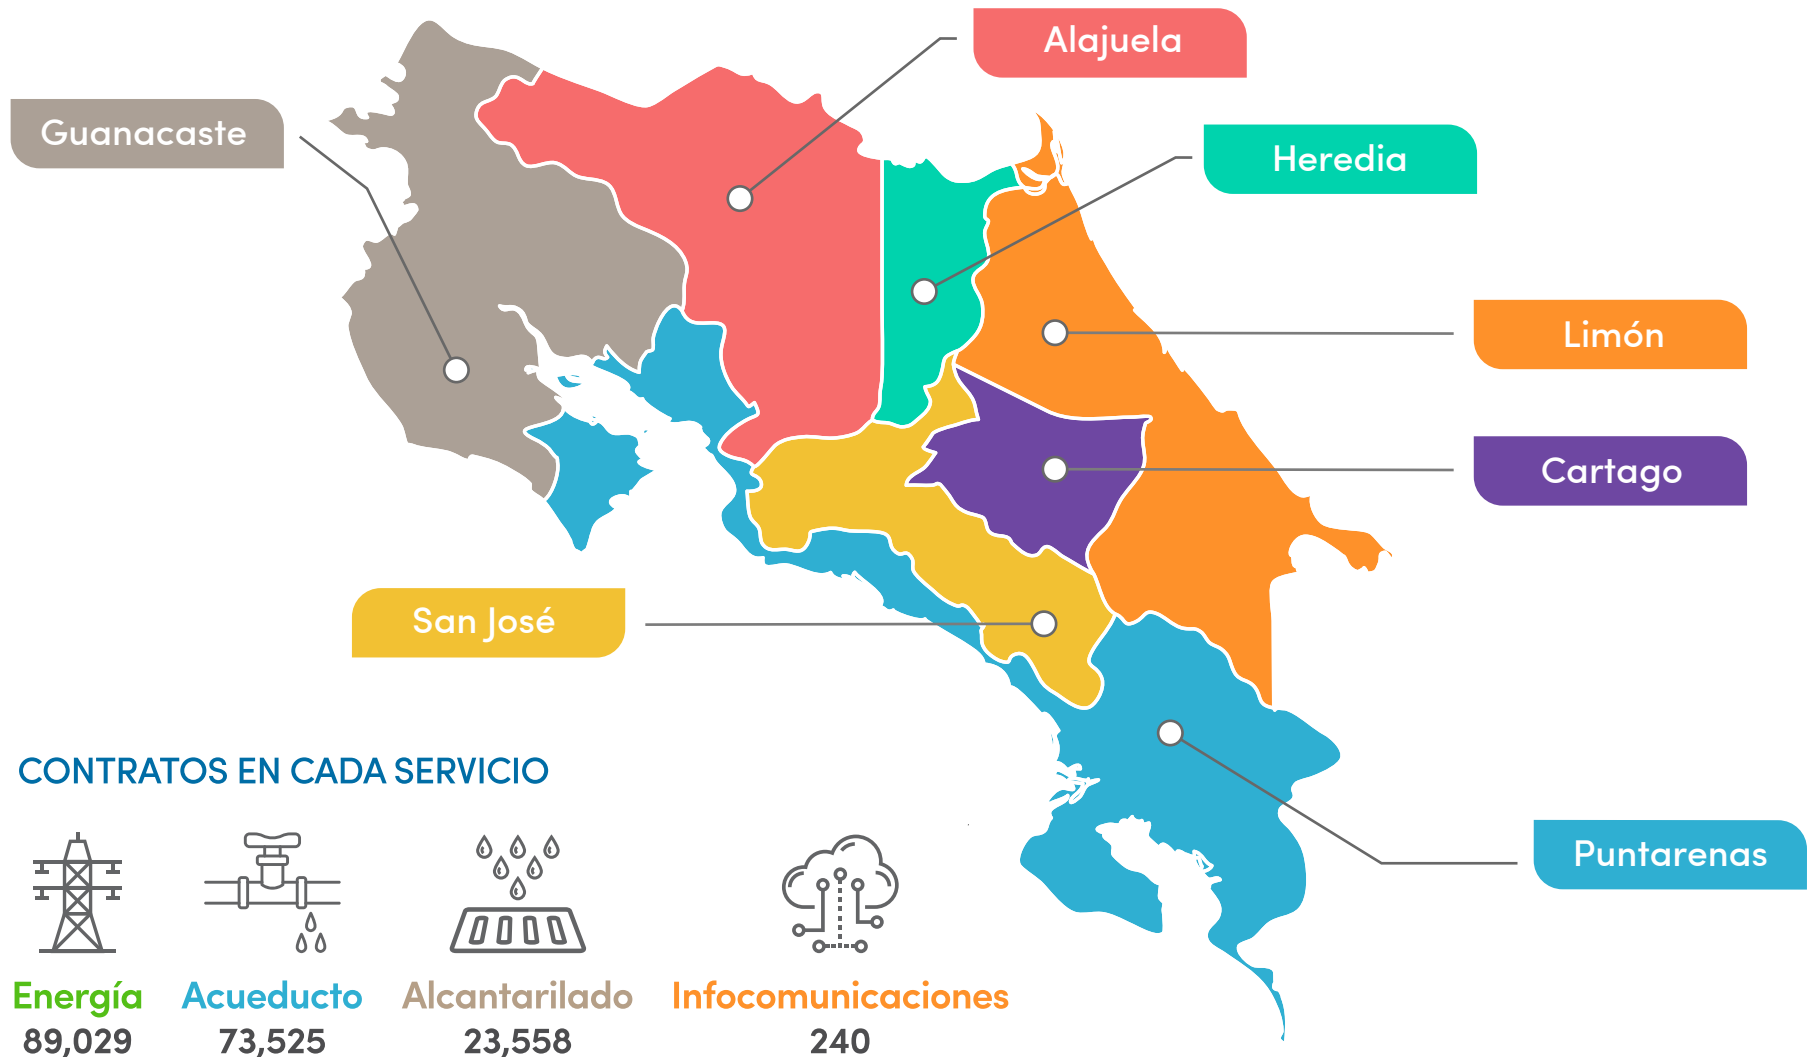 Alajuela
Guanacaste
Heredia
Limón
Cartago
San José
CONTRATOS EN CADA SERVICIO
Puntarenas
Energía
89,029
Acueducto
73,525
Alcantarilado
23,558
Infocomunicaciones
240